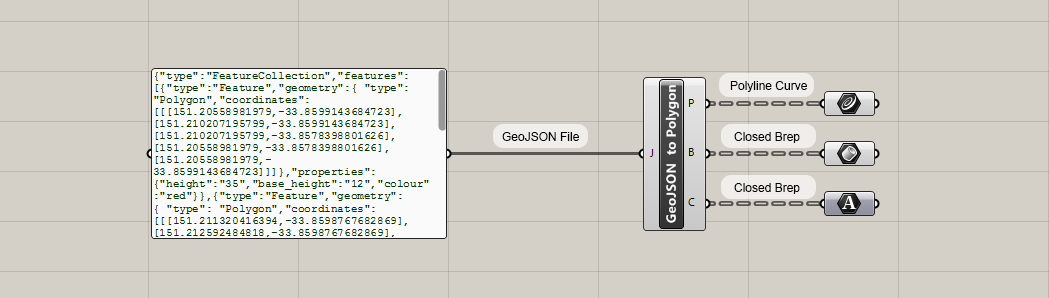 {"type":"FeatureCollection","features":
[{"type":"Feature","geometry":{ "type":
"Polygon","coordinates":
[[[151.20558981979,-33.8599143684723],
[151.210207195799,-33.8599143684723],
[151.210207195799,-33.8578398801626],
[151.20558981979,-33.8578398801626],
[151.20558981979,-
33.8599143684723]]]},"properties":
{"height":"35","base_height":"12","colour"
:"red"}},{"type":"Feature","geometry":
{ "type": "Polygon","coordinates":
[[[151.211320416394,-33.8598767682869],
[151.212592484818,-33.8598767682869],
GeoJSON File
J
GeoJSON to Polygon
P
B
C
Polyline Curve
Closed Brep
Closed Brep
A